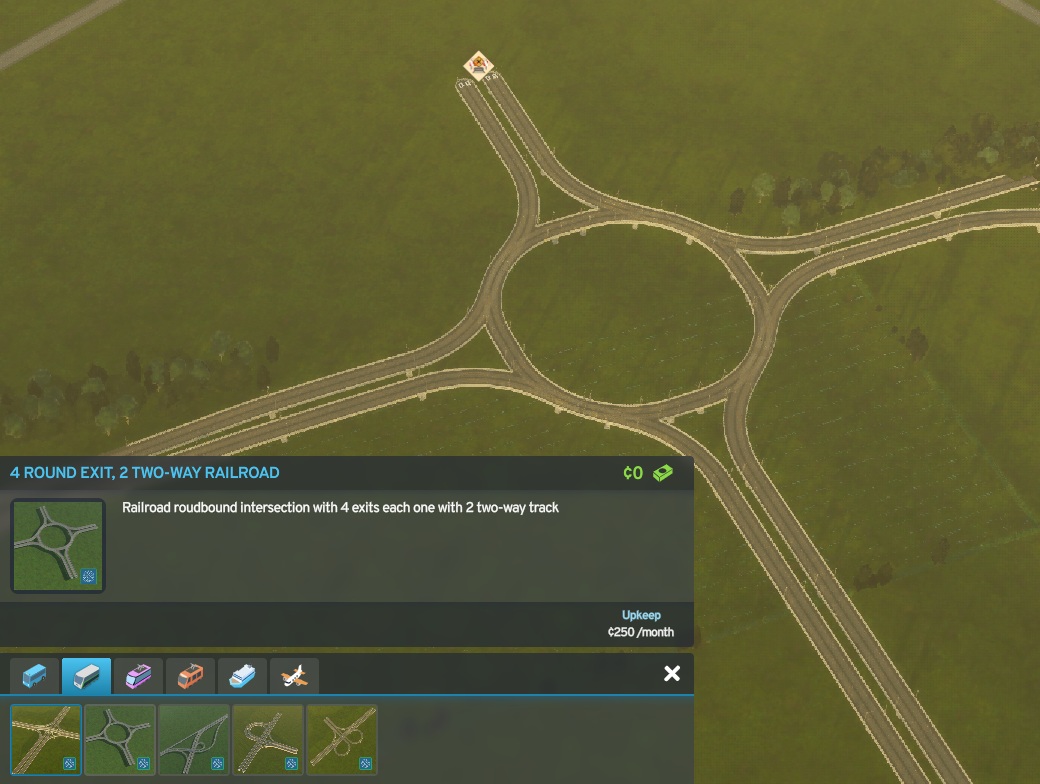 4 ROUND EXIT, 2 TWO-WAY RAILROAD
¢0
Railroad roudbound intersection with 4 exits each one with 2 two-way track
Upkeep
¢250 /month